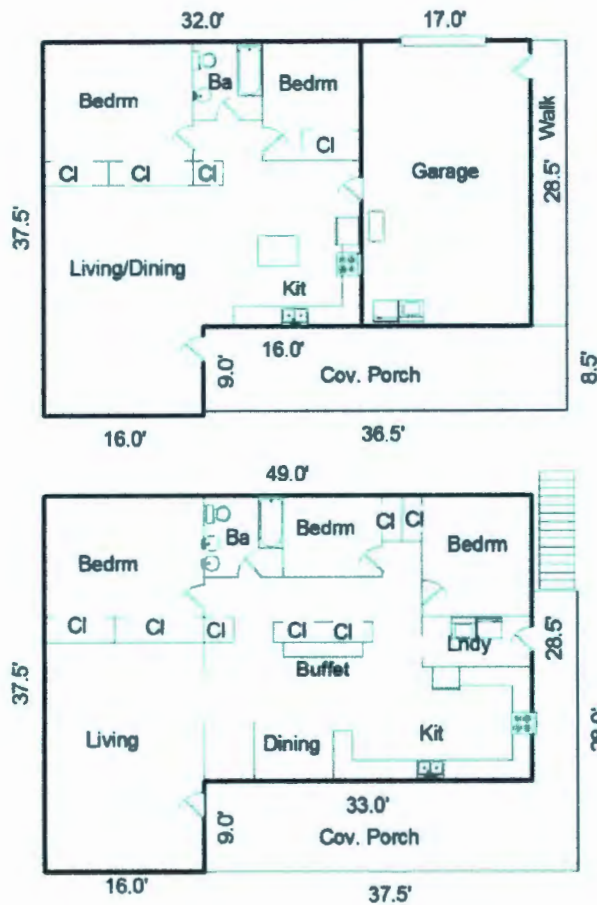 32.0'
17.0'
Bedrm
Ba
Bedrm
Cl
Cl
Cl
Cl
Garage
Walk
28.5'
37.5'
Living/Dining
Kit
16.0'
9.0'
Cov. Porch
8.5'
16.0'
36.5'
49.0'
Bedrm
Ba
Bedrm
Cl
Cl
Bedrm
Cl
Cl
Cl
Cl
Cl
Buffet
Lndy
28.5'
37.5'
Living
Dining
Kit
33.0'
9.0'
Cov. Porch
16.0'
37.5'